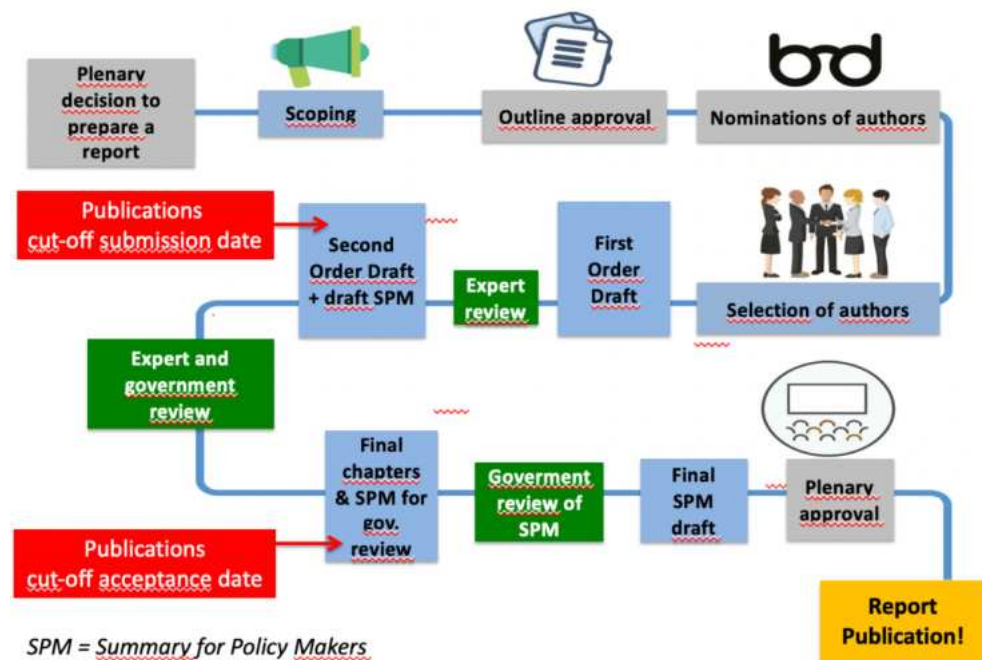 Plenary
decision to
prepare a
report
Scoping
Outline approval
Nominations of authors
Publications
cut-off submission date
Second
Order Draft
+ draft SPM
Expert
review
First
Order
Draft
Selection of authors
Expert and
government
review
Final
chapters
& SPM for
gov.
review
Goverment
review of
SPM
Final
SPM
draft
Plenary
approval
Publications
cut-off acceptance date
Report
Publication!
SPM = Summary for Policy Makers